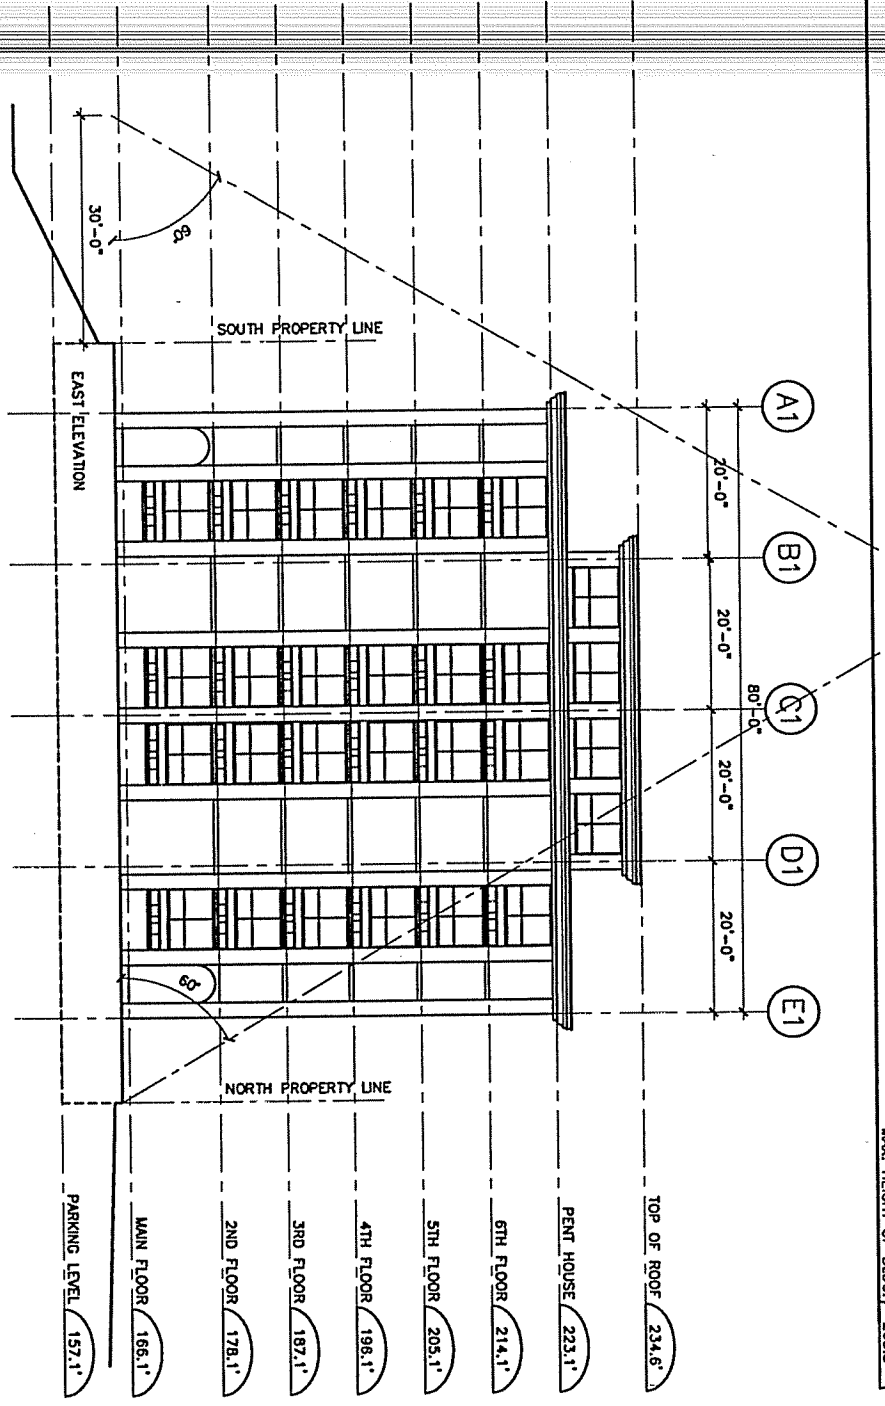 A1
B1
C1
D1
E1
80'-0"
20'-0"
20'-0"
20'-0"
20'-0"
30'-0"
60°
SOUTH PROPERTY LINE
NORTH PROPERTY LINE
EAST ELEVATION
TOP OF ROOF 234.6'
PENT HOUSE 223.1'
6TH FLOOR 214.1'
5TH FLOOR 205.1'
4TH FLOOR 196.1'
3RD FLOOR 187.1'
2ND FLOOR 178.1'
MAIN FLOOR 166.1'
PARKING LEVEL 157.1'